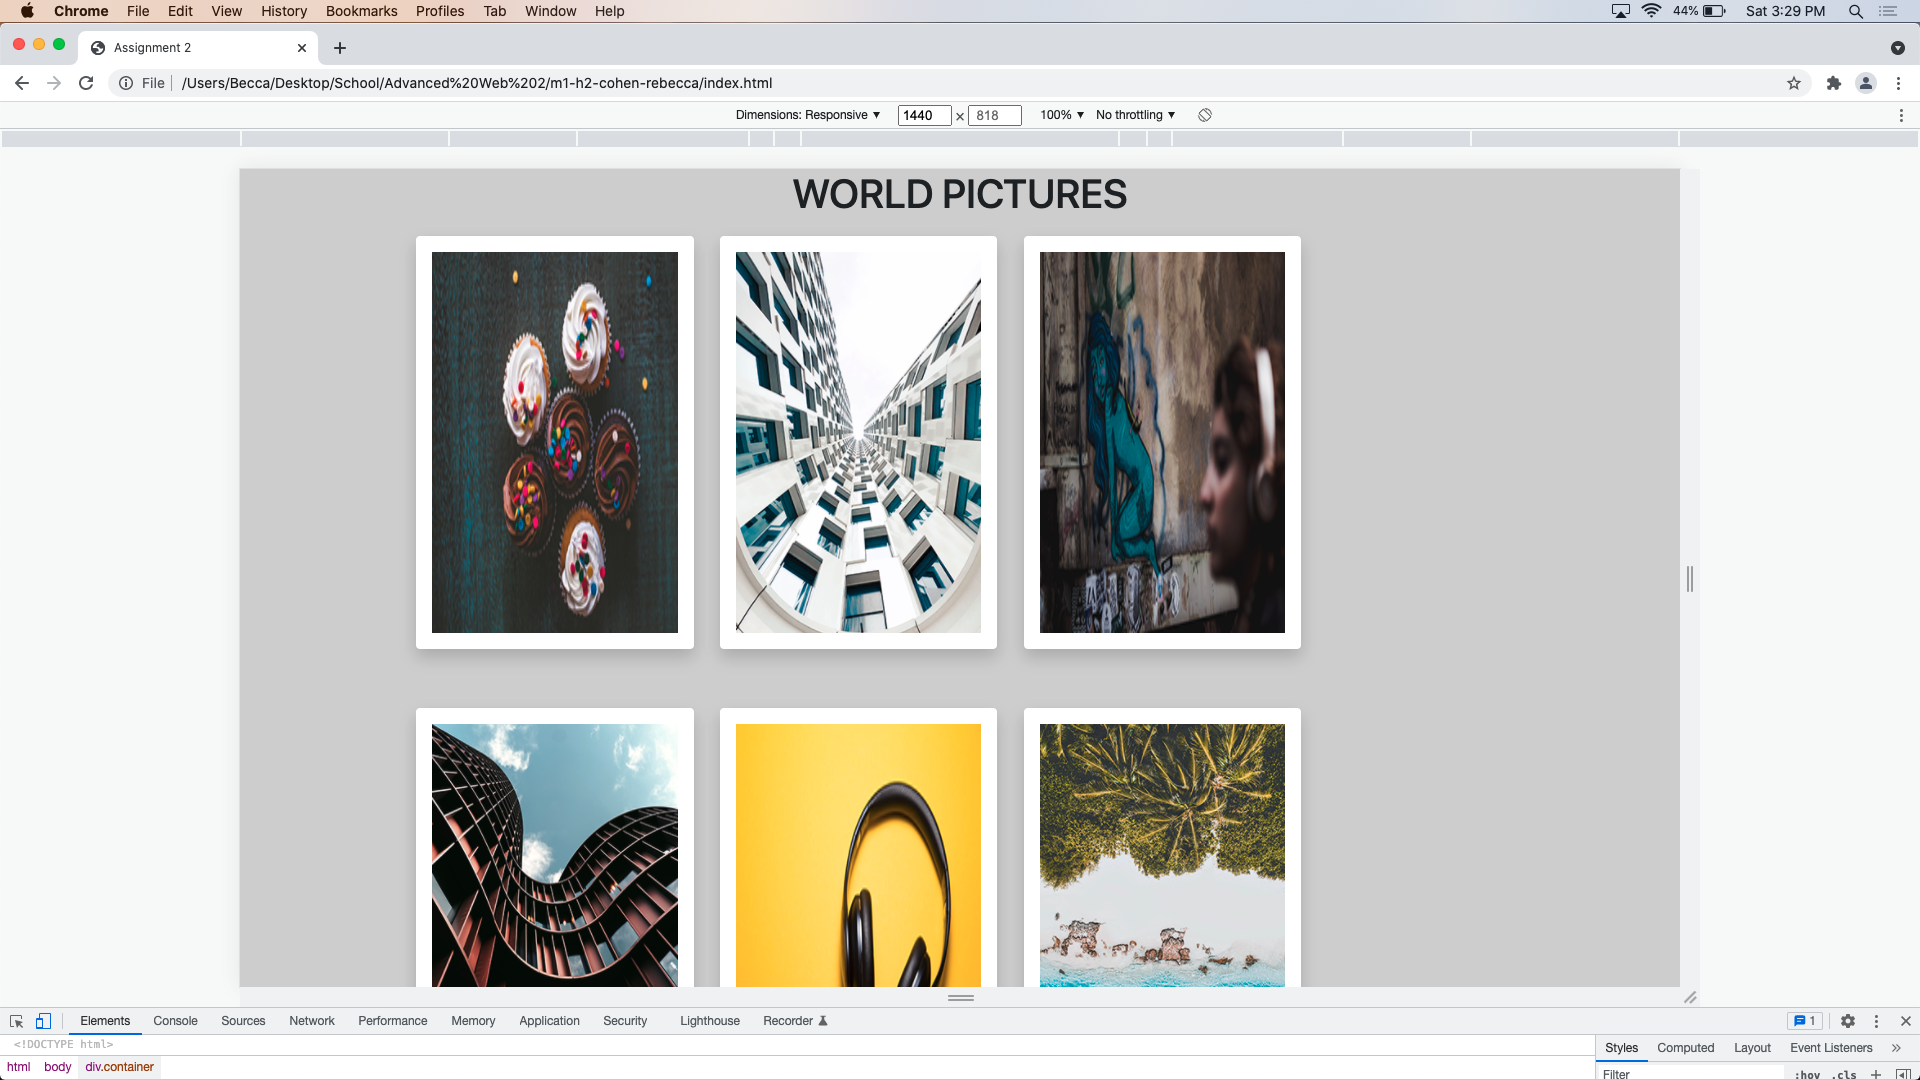 Chrome File Edit View History Bookmarks Profiles Tab Window Help 44% Sat 3:29 PM
Assignment 2
File /Users/Becca/Desktop/School/Advanced%20Web%202/m1-h2-cohen-rebecca/index.html
Dimensions: Responsive 1440 × 818 100% No throttling
WORLD PICTURES
Elements Console Sources Network Performance Memory Application Security Lighthouse Recorder 1
<!DOCTYPE html>
Styles Computed Layout Event Listeners »
html body div.container
Filter :hov .cls +